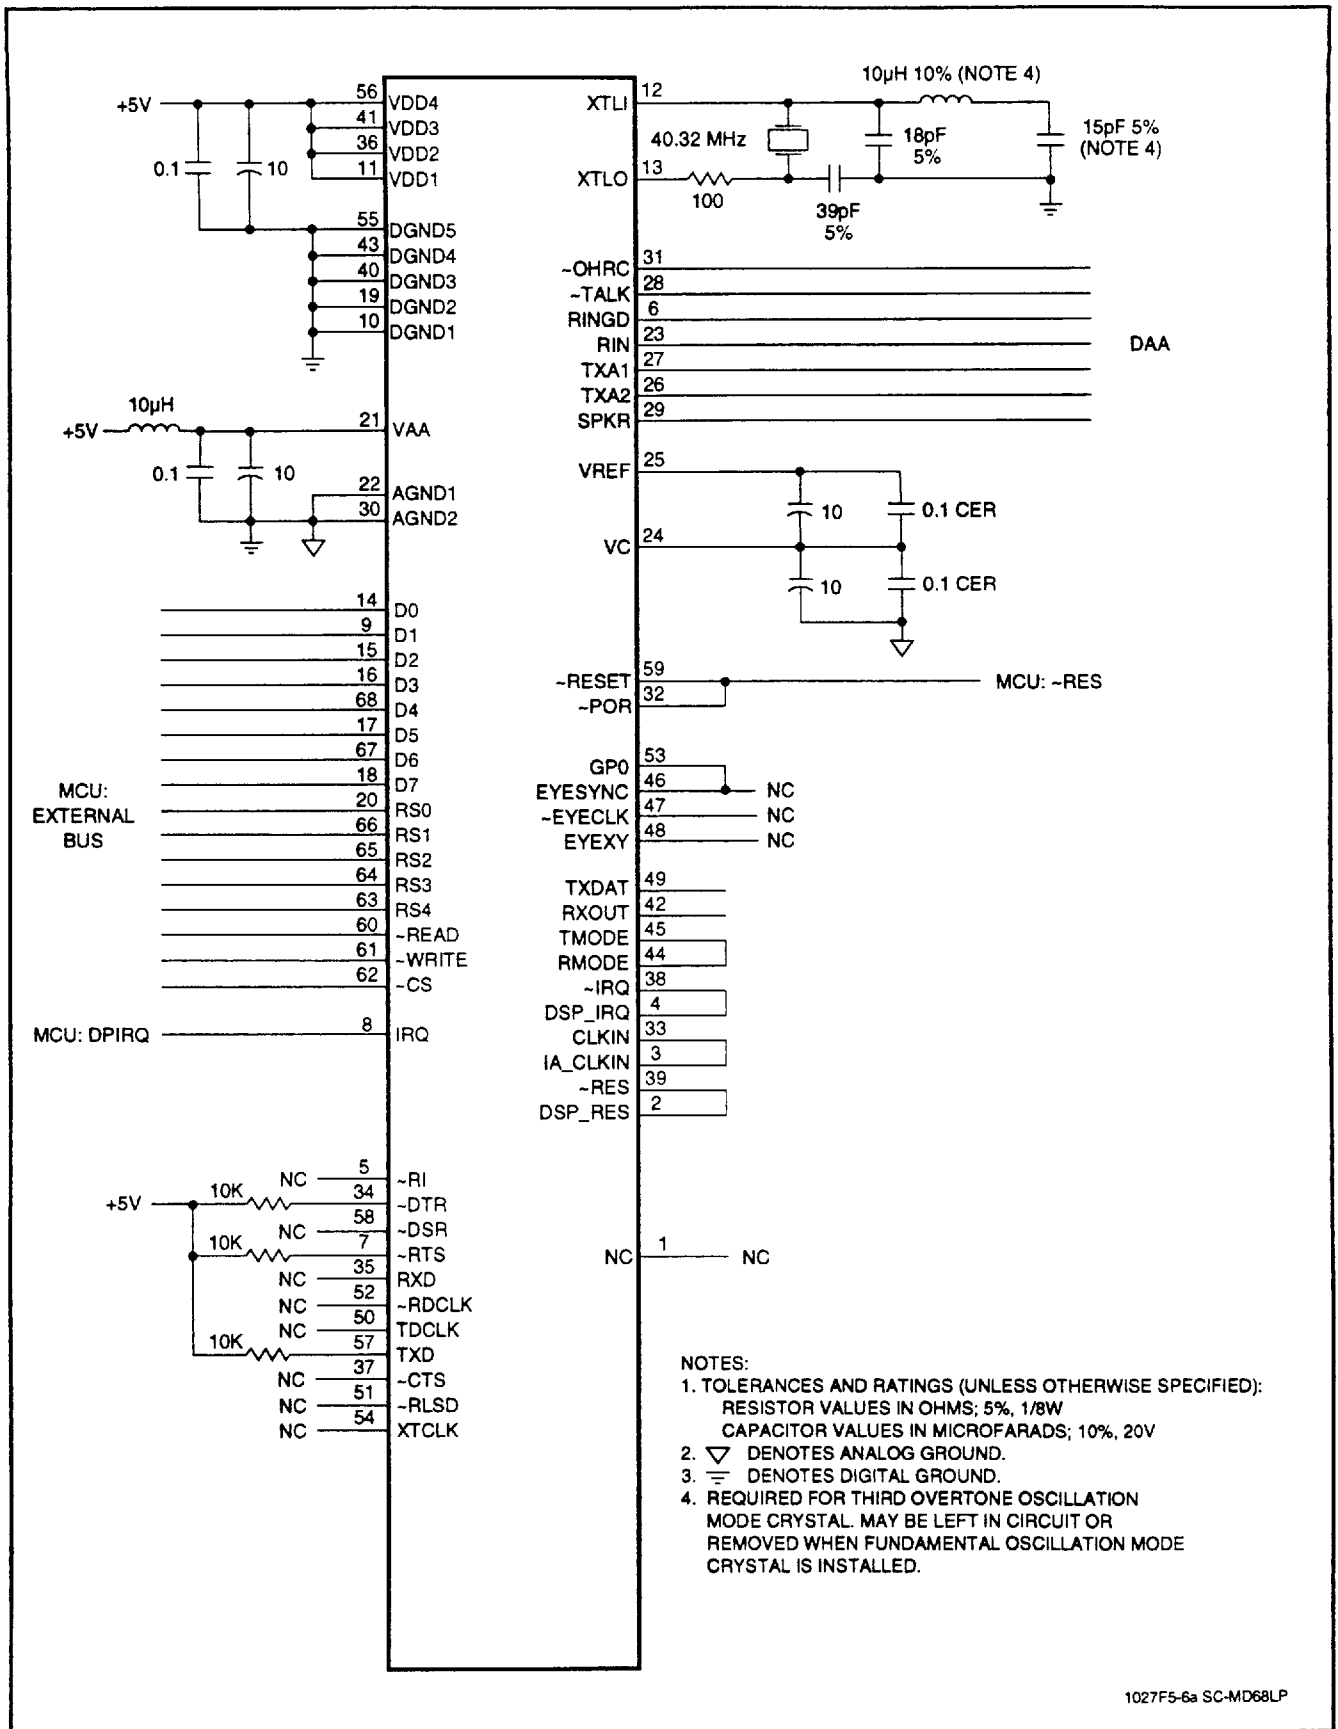 +5V
0.1
10
56 VDD4
41 VDD3
36 VDD2
11 VDD1
55 DGND5
43 DGND4
40 DGND3
19 DGND2
10 DGND1
10µH
+5V
0.1
10
21 VAA
22 AGND1
30 AGND2
14 D0
9 D1
15 D2
16 D3
68 D4
17 D5
67 D6
18 D7
20 RS0
66 RS1
65 RS2
64 RS3
63 RS4
60 ~READ
61 ~WRITE
62 ~CS
MCU:
EXTERNAL
BUS
MCU: DPIRQ 8 IRQ
+5V
NC 5 ~RI
10K 34 ~DTR
NC 58 ~DSR
10K 7 ~RTS
NC 35 RXD
NC 52 ~RDCLK
NC 50 TDCLK
10K 57 TXD
NC 37 ~CTS
NC 51 ~RLSD
NC 54 XTCLK
XTLI 12
10µH 10% (NOTE 4)
40.32 MHz
18pF
5%
15pF 5%
(NOTE 4)
XTLO 13
100
39pF
5%
~OHRC 31
~TALK 28
RINGD 6
RIN 23
TXA1 27
TXA2 26
SPKR 29
DAA
VREF 25
10
0.1 CER
VC 24
10
0.1 CER
~RESET 59
~POR 32
MCU: ~RES
GP0 53
EYESYNC 46 NC
~EYECLK 47 NC
EYEXY 48 NC
TXDAT 49
RXOUT 42
TMODE 45
RMODE 44
~IRQ 38
DSP_IRQ 4
CLKIN 33
IA_CLKIN 3
~RES 39
DSP_RES 2
NC 1 NC
NOTES:
1. TOLERANCES AND RATINGS (UNLESS OTHERWISE SPECIFIED):
RESISTOR VALUES IN OHMS; 5%, 1/8W
CAPACITOR VALUES IN MICROFARADS; 10%, 20V
2. DENOTES ANALOG GROUND.
3. DENOTES DIGITAL GROUND.
4. REQUIRED FOR THIRD OVERTONE OSCILLATION
MODE CRYSTAL. MAY BE LEFT IN CIRCUIT OR
REMOVED WHEN FUNDAMENTAL OSCILLATION MODE
CRYSTAL IS INSTALLED.
1027F5-6a SC-MD68LP